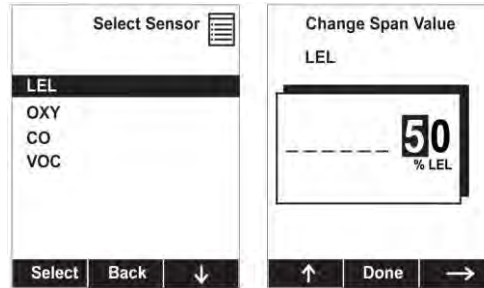 Select Sensor
LEL
OXY
CO
VOC
Select Back ↓
Change Span Value
LEL
_ _ _ _ _ _ 50
% LEL
↑ Done →